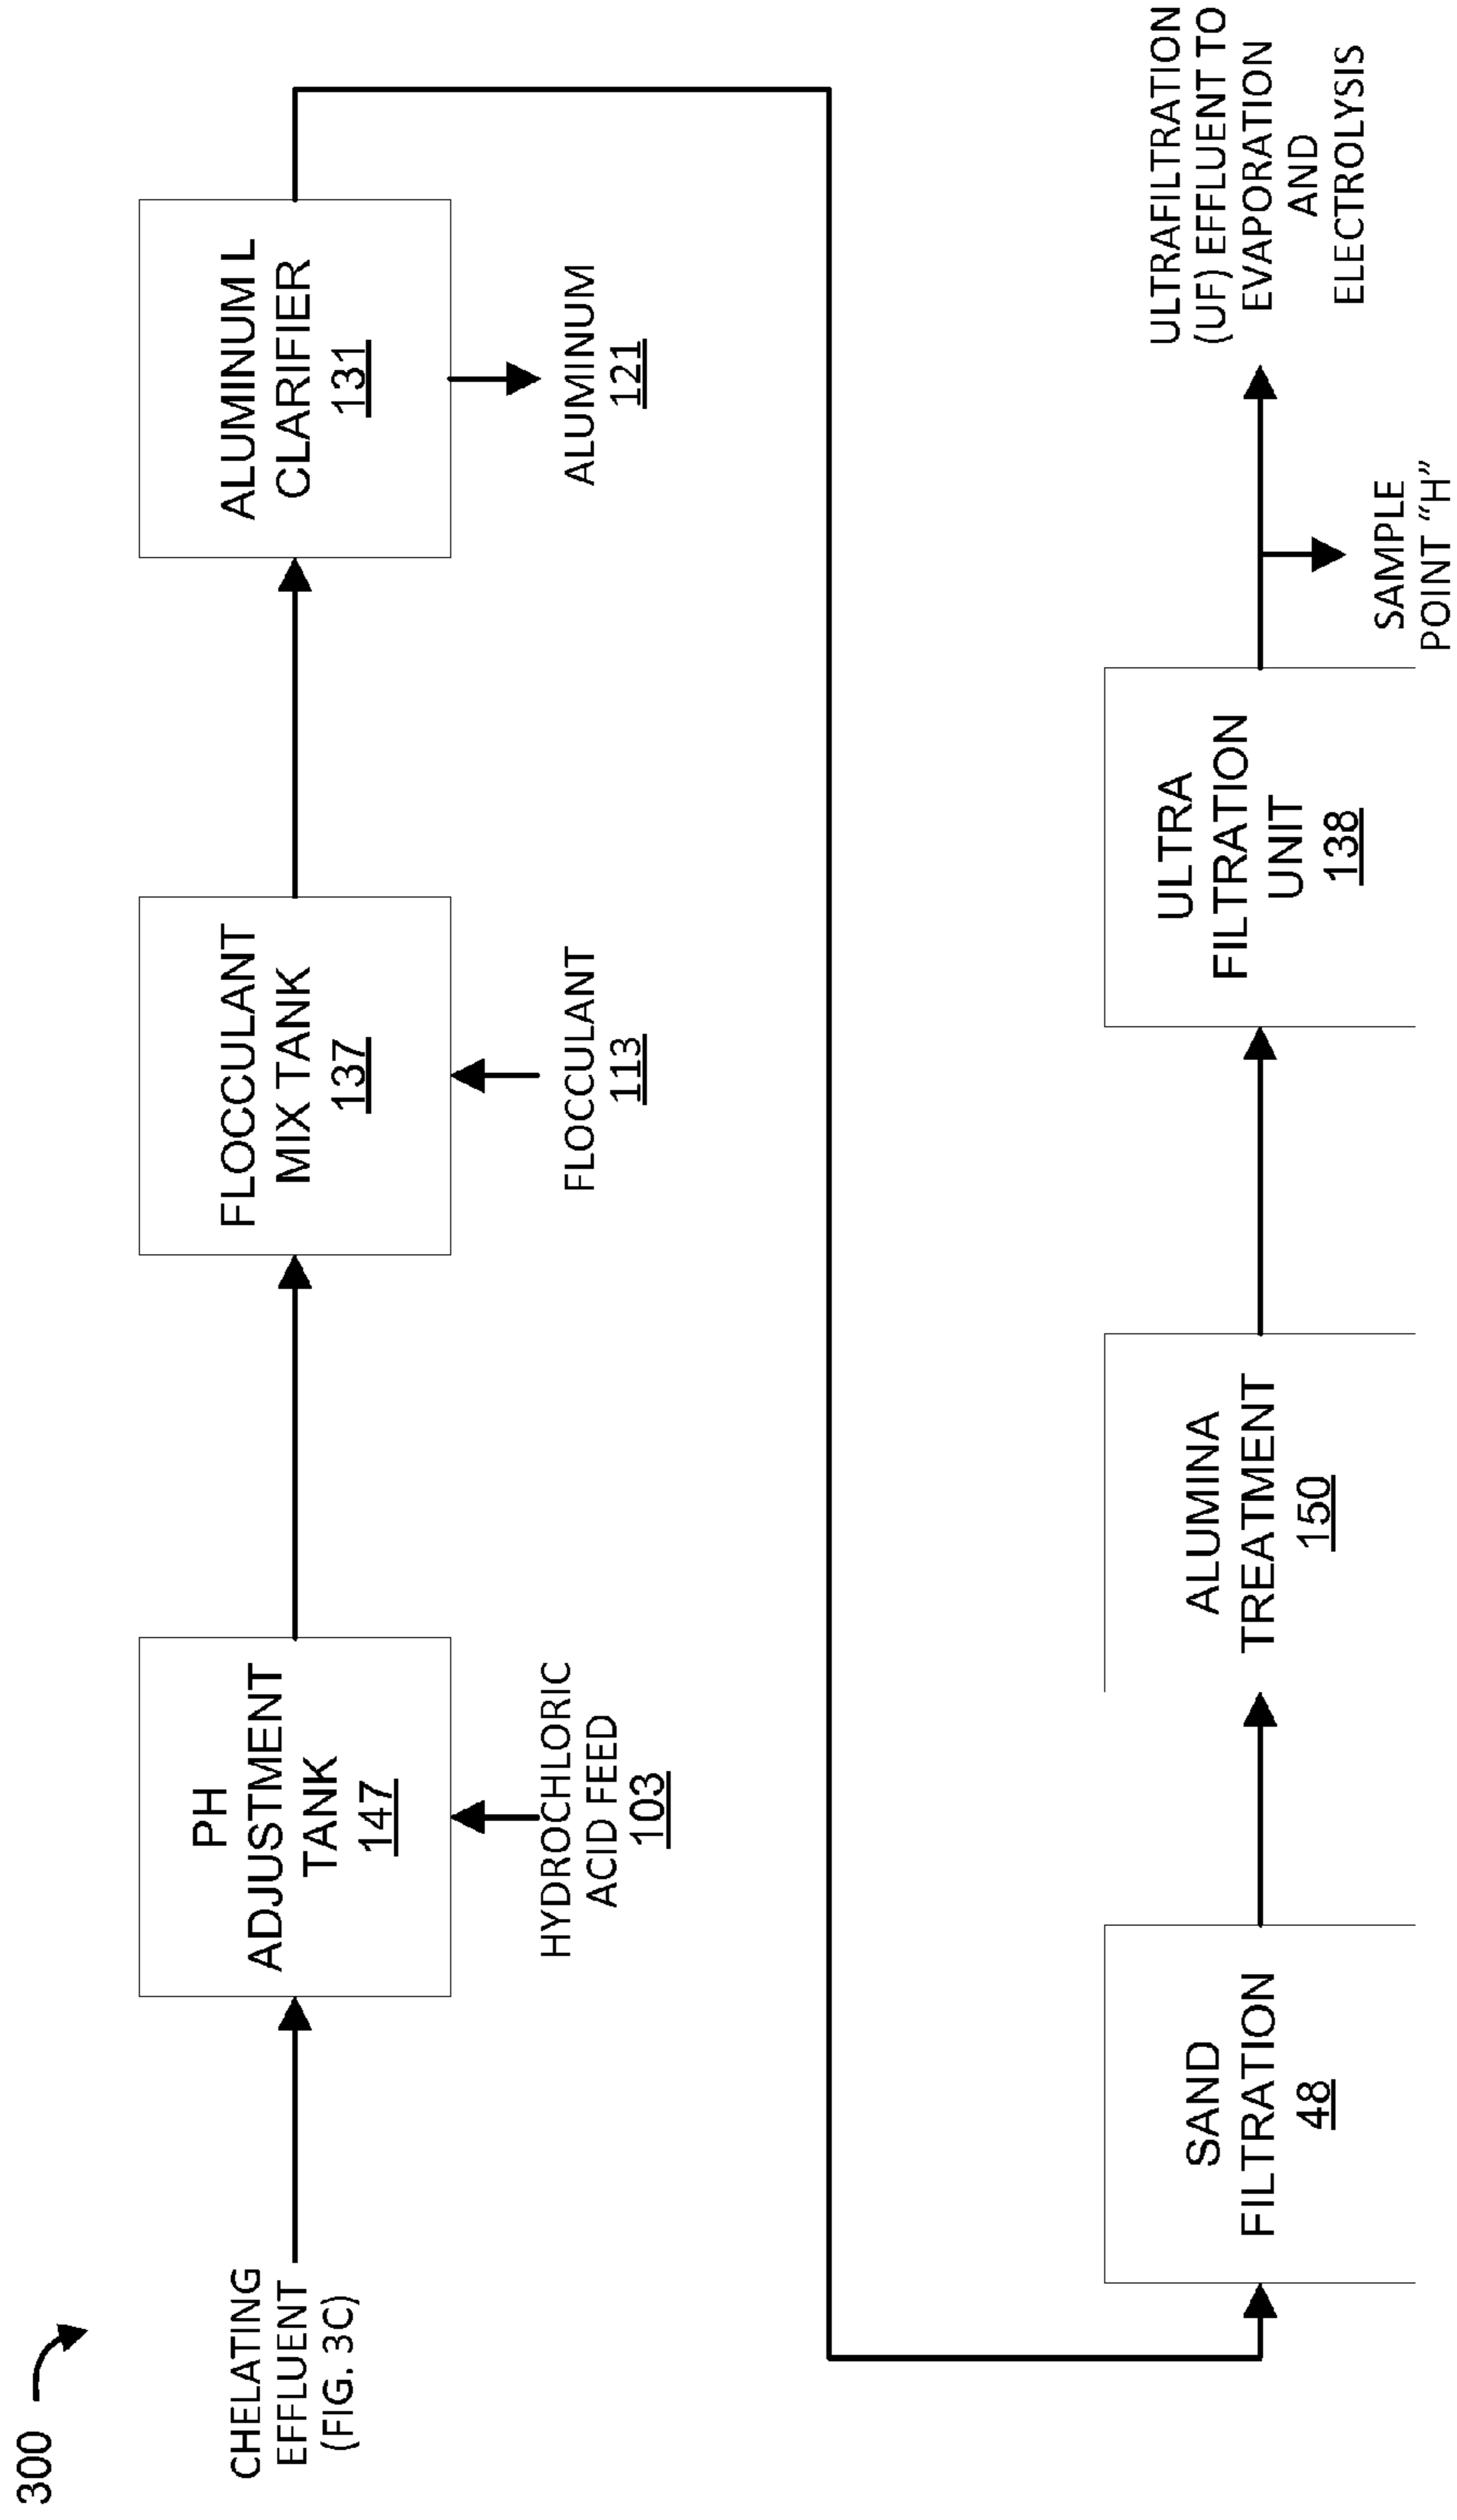 300
CHELATING
EFFLUENT
(FIG. 3C)
PH
ADJUSTMENT
TANK
147
HYDROCHLORIC
ACID FEED
103
FLOCCULANT
MIX TANK
137
FLOCCULANT
113
ALUMINUM L
CLARIFIER
131
ALUMINUM
121
SAND
FILTRATION
48
ALUMINA
TREATMENT
150
ULTRA
FILTRATION
UNIT
138
SAMPLE
POINT “H”
ULTRAFILTRATION
(UF) EFFLUENT TO
EVAPORATION
AND
ELECTROLYSIS